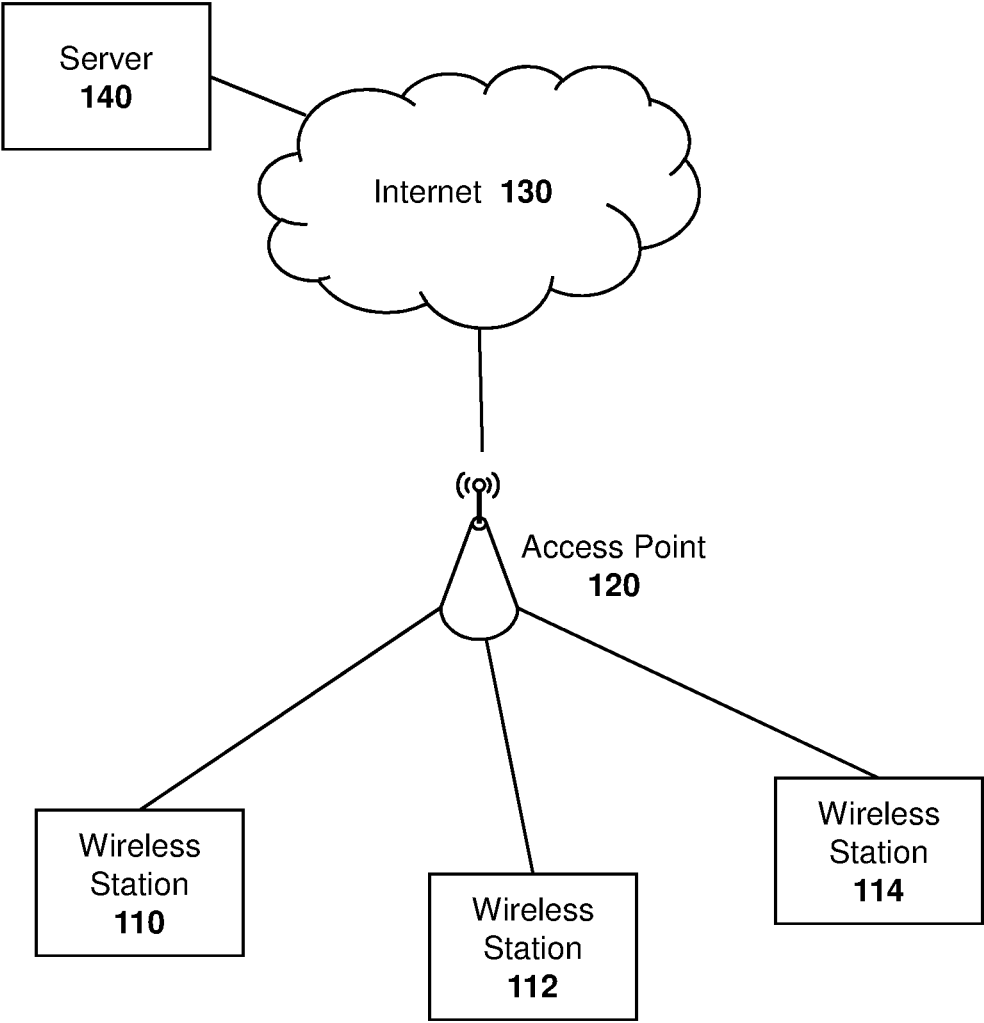 Server
140
Internet 130
Access Point
120
Wireless
Station
110
Wireless
Station
112
Wireless
Station
114